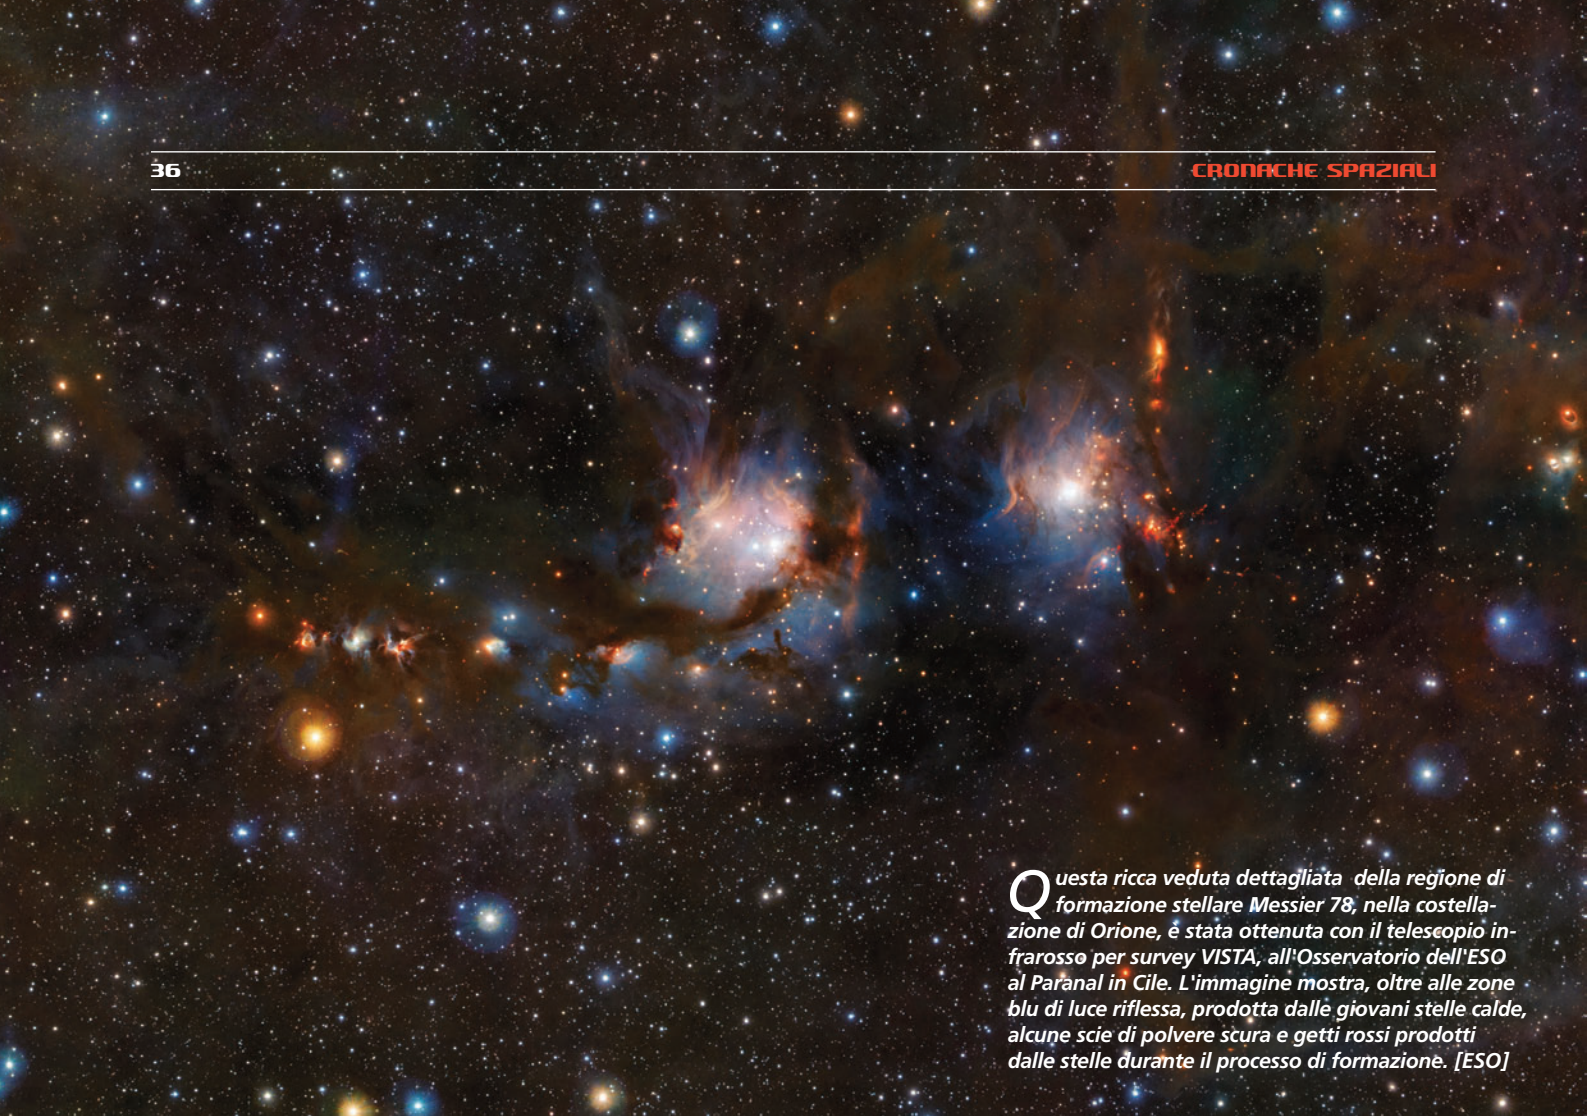 36
CRONACHE SPAZIALI
Questa ricca veduta dettagliata della regione di
formazione stellare Messier 78, nella costella-
zione di Orione, è stata ottenuta con il telescopio in-
frarosso per survey VISTA, all'Osservatorio dell'ESO
al Paranal in Cile. L'immagine mostra, oltre alle zone
blu di luce riflessa, prodotta dalle giovani stelle calde,
alcune scie di polvere scura e getti rossi prodotti
dalle stelle durante il processo di formazione. [ESO]